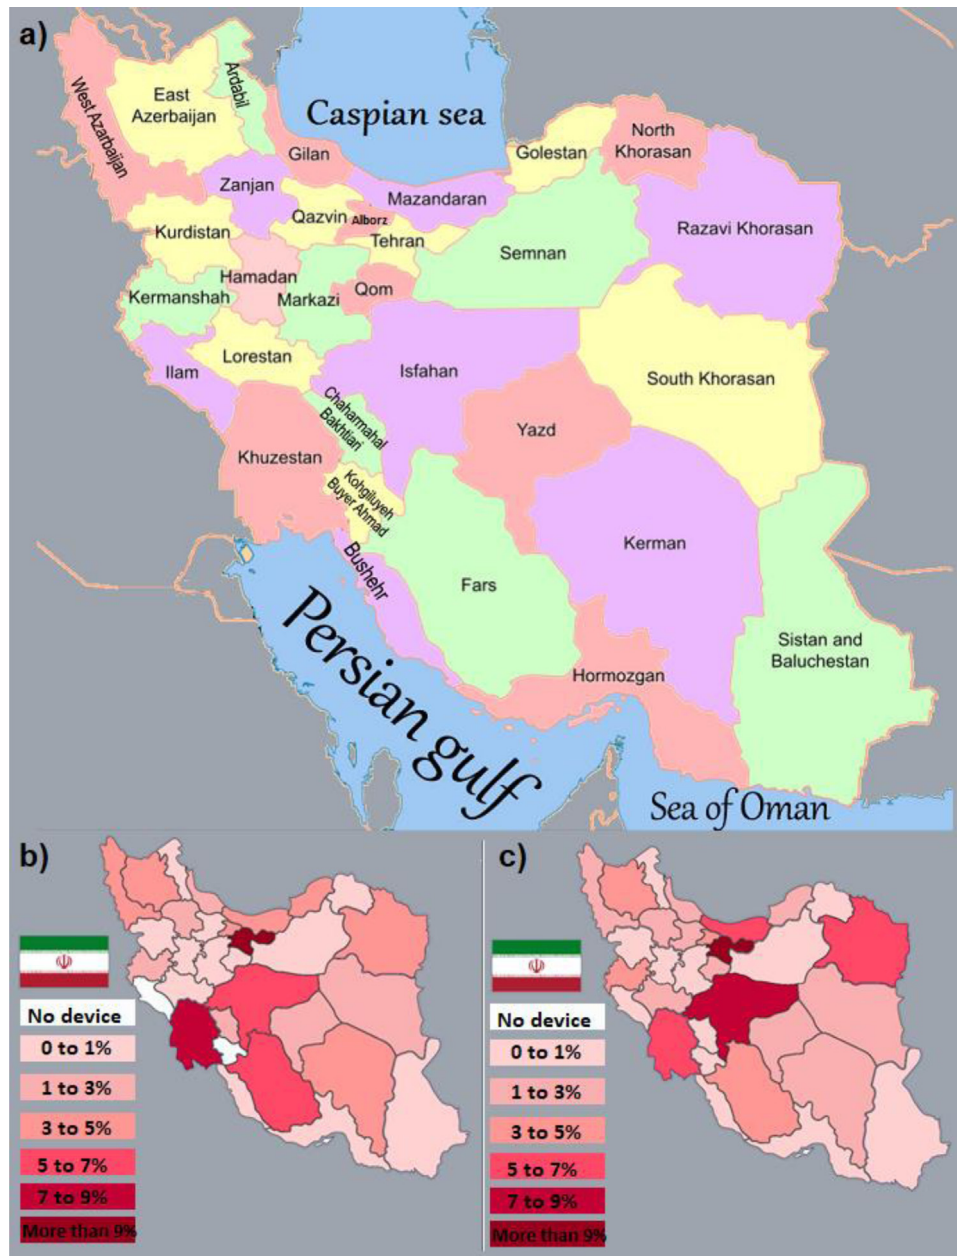 a)
West Azarbaijan
East
Azerbaijan
Ardabil
Caspian sea
Gilan
Golestan
North
Khorasan
Zanjan
Mazandaran
Qazvin
Alborz
Razavi Khorasan
Kurdistan
Tehran
Semnan
Hamadan
Kermanshah
Markazi
Qom
Ilam
Lorestan
Isfahan
South Khorasan
Chaharmahal
Bakhtiari
Yazd
Khuzestan
Kohgiluyeh
Buyer Ahmad
Kerman
Bushehr
Fars
Persian gulf
Sistan and
Baluchestan
Hormozgan
Sea of Oman
b)
No device
0 to 1%
1 to 3%
3 to 5%
5 to 7%
7 to 9%
More than 9%
c)
No device
0 to 1%
1 to 3%
3 to 5%
5 to 7%
7 to 9%
More than 9%